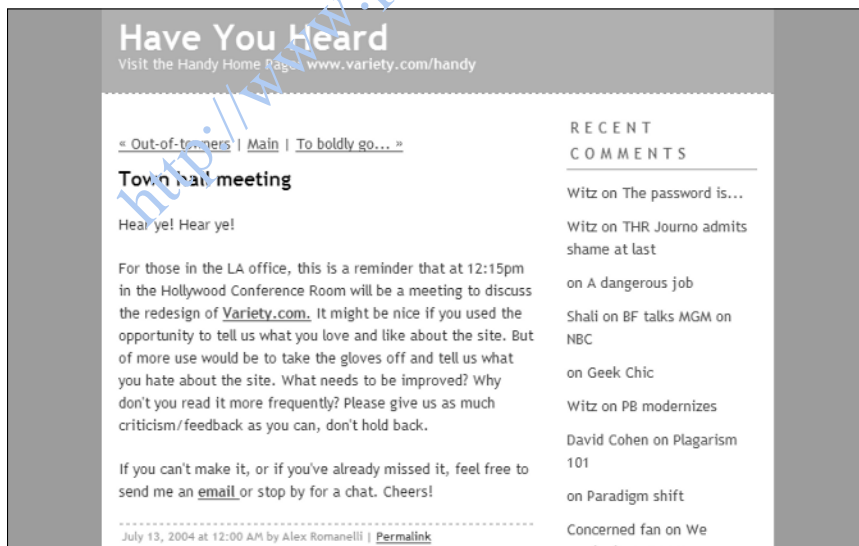 Have You Heard
Visit the Handy Home Page: www.variety.com/handy
« Out-of-towners | Main | To boldly go... »
Town hall meeting
Hear ye! Hear ye!
For those in the LA office, this is a reminder that at 12:15pm
in the Hollywood Conference Room will be a meeting to discuss
the redesign of Variety.com. It might be nice if you used the
opportunity to tell us what you love and like about the site. But
of more use would be to take the gloves off and tell us what
you hate about the site. What needs to be improved? Why
don't you read it more frequently? Please give us as much
criticism/feedback as you can, don't hold back.
If you can't make it, or if you've already missed it, feel free to
send me an email or stop by for a chat. Cheers!
July 13, 2004 at 12:00 AM by Alex Romanelli | Permalink
RECENT
COMMENTS
Witz on The password is...
Witz on THR Journo admits
shame at last
on A dangerous job
Shali on BF talks MGM on
NBC
on Geek Chic
Witz on PB modernizes
David Cohen on Plagarism
101
on Paradigm shift
Concerned fan on We
http://www.